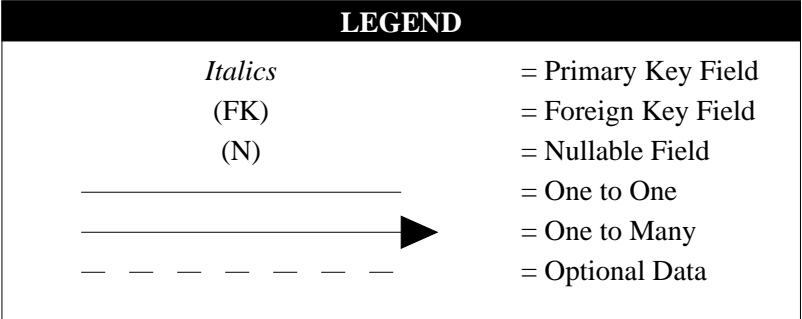 LEGEND
Italics = Primary Key Field
(FK) = Foreign Key Field
(N) = Nullable Field
= One to One
= One to Many
= Optional Data